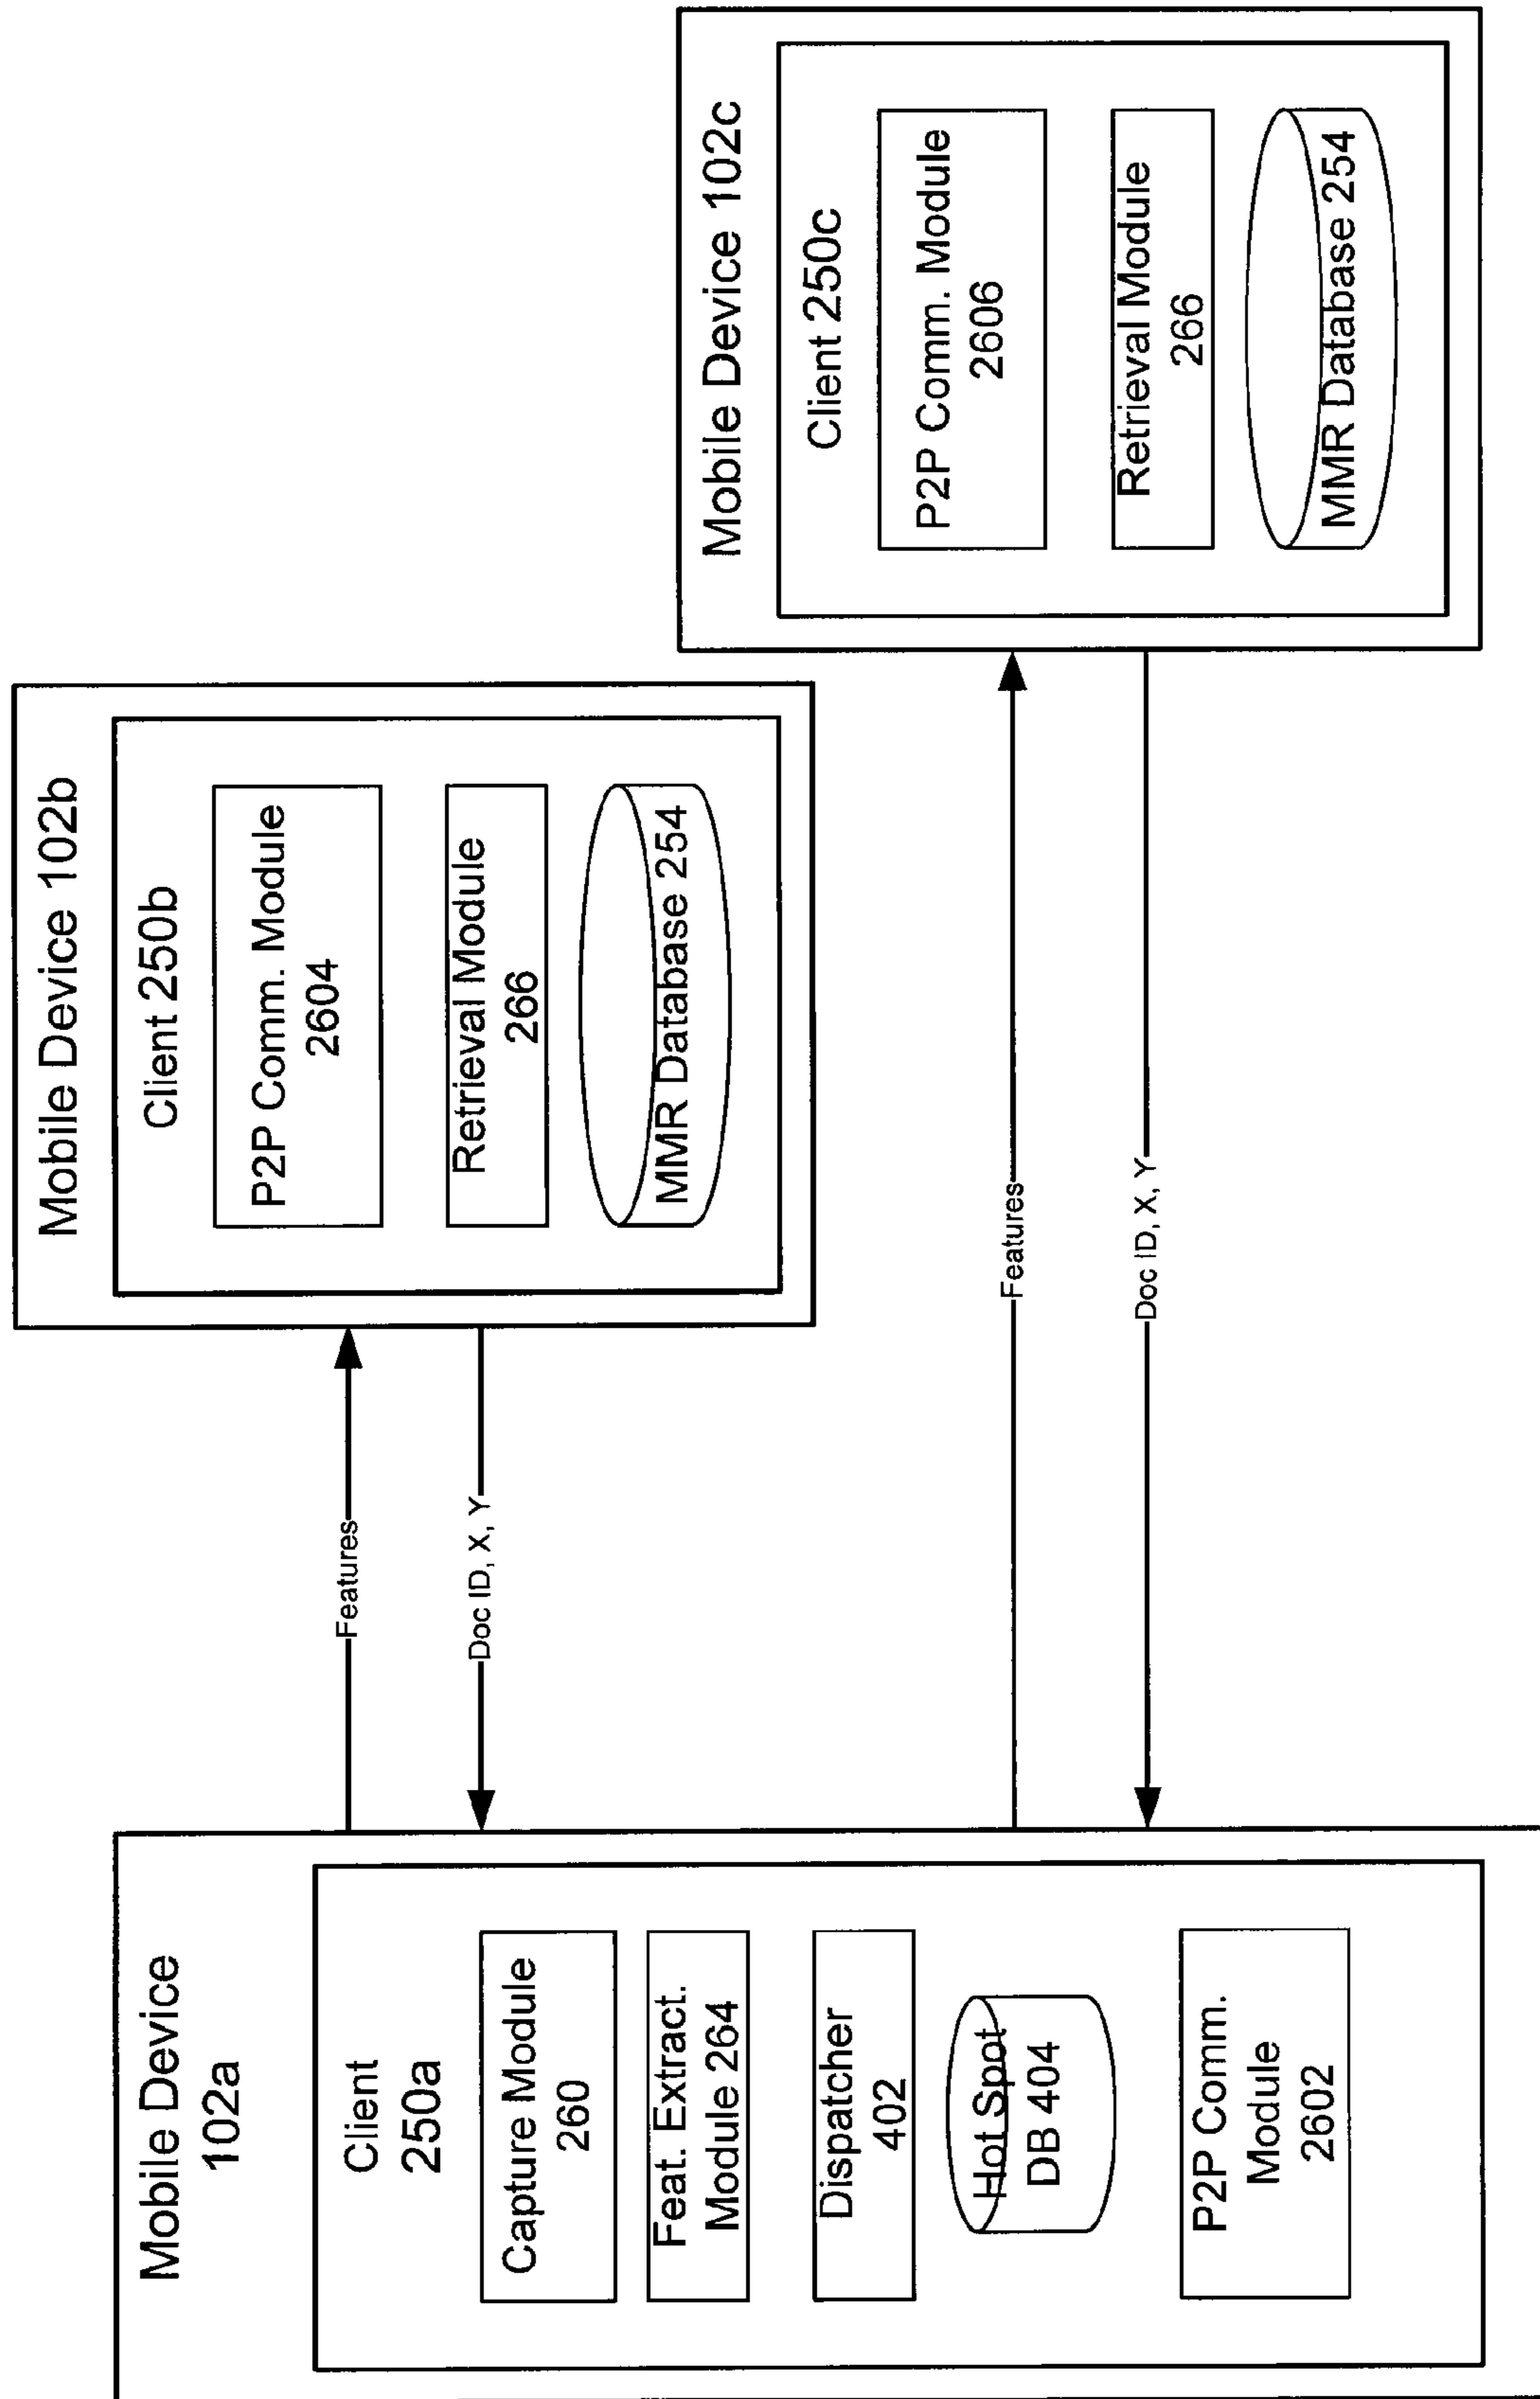 Mobile Device
102a
Client
250a
Capture Module
260
Feat. Extract.
Module 264
Dispatcher
402
Hot Spot
DB 404
P2P Comm.
Module
2602
Features
Doc ID, X, Y
Features
Doc ID, X, Y
Mobile Device 102b
Client 250b
P2P Comm. Module
2604
Retrieval Module
266
MMR Database 254
Mobile Device 102c
Client 250c
P2P Comm. Module
2606
Retrieval Module
266
MMR Database 254